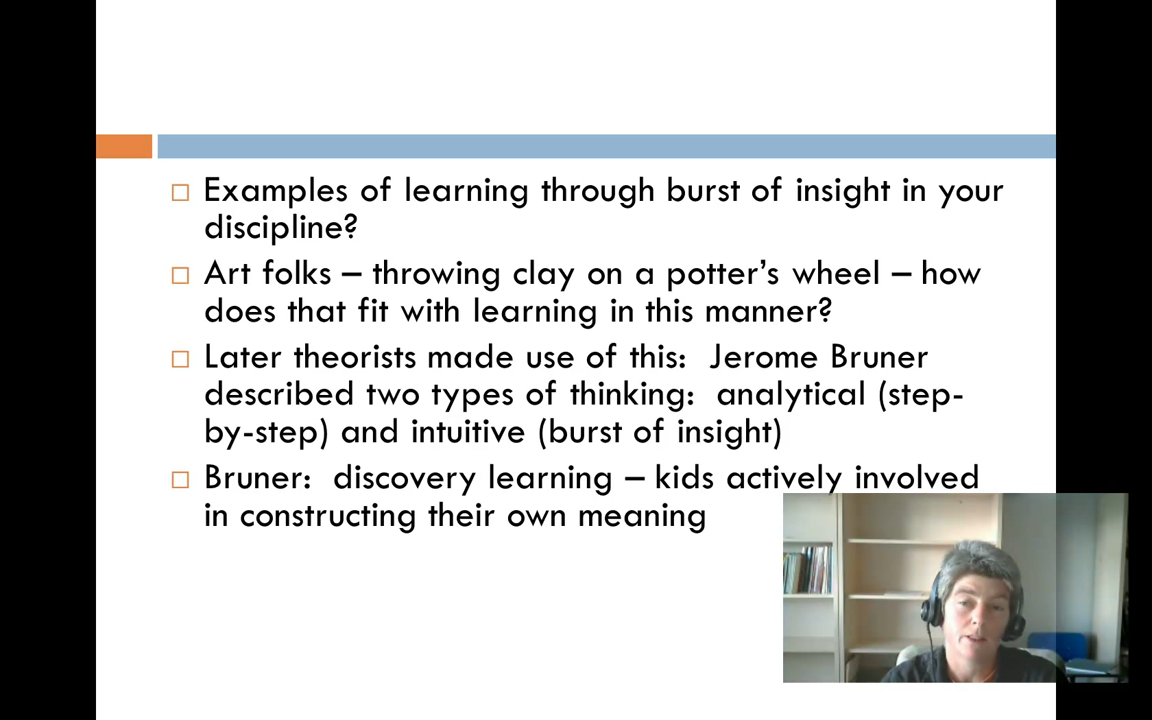 Examples of learning through burst of insight in your
discipline?
Art folks – throwing clay on a potter’s wheel – how
does that fit with learning in this manner?
Later theorists made use of this:  Jerome Bruner
described two types of thinking:  analytical (step-
by-step) and intuitive (burst of insight)
Bruner:  discovery learning – kids actively involved
in constructing their own meaning